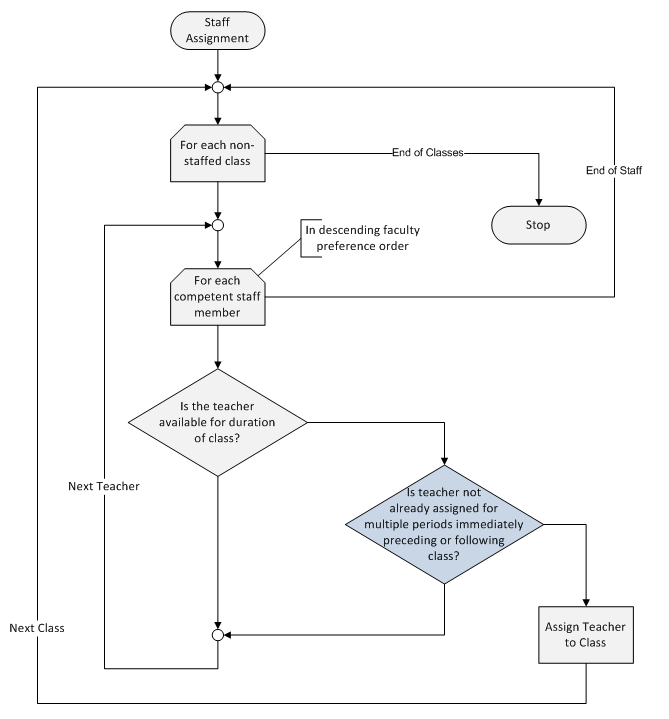 Staff
Assignment
For each non-
staffed class
End of Classes
End of Staff
Stop
In descending faculty
preference order
For each
competent staff
member
Is the teacher
available for duration
of class?
Next Teacher
Is teacher not
already assigned for
multiple periods immediately
preceding or following
class?
Next Class
Assign Teacher
to Class